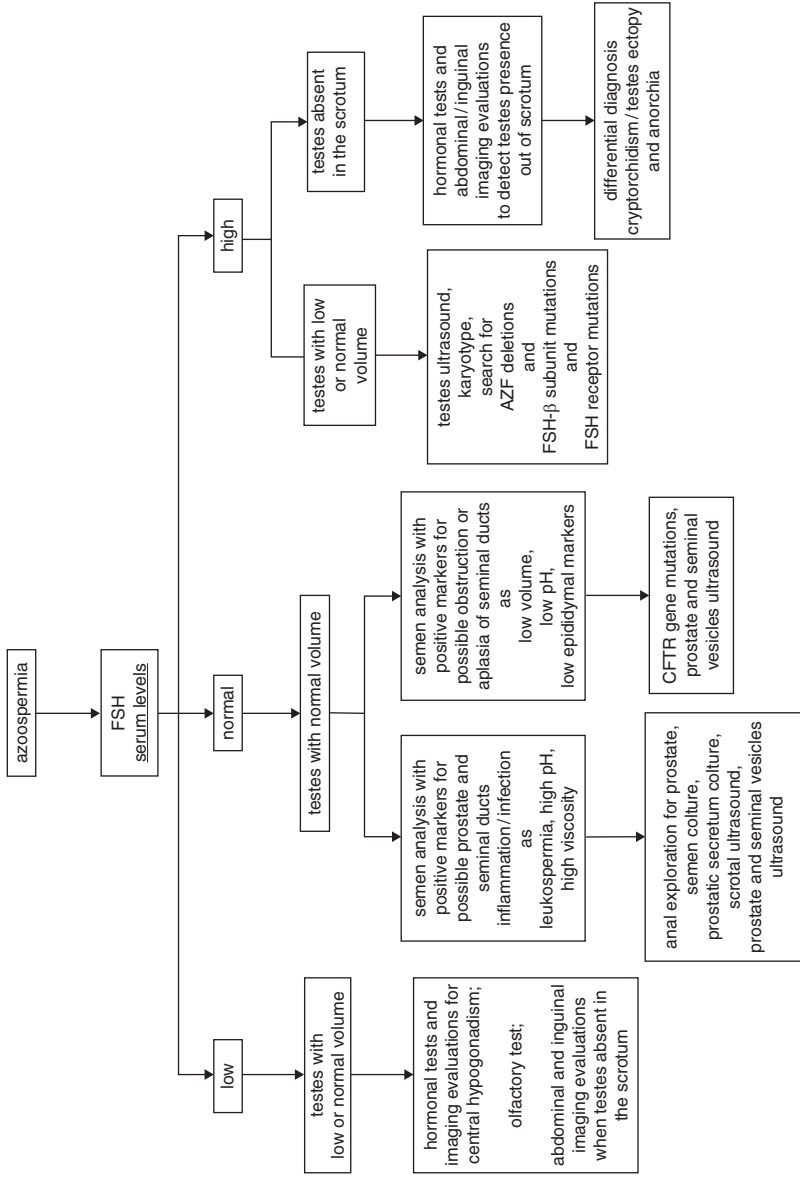 azoospermia
FSH
serum levels
low
normal
high
testes with
low or normal volume
testes with normal volume
testes with low
or normal
volume
testes absent
in the scrotum
hormonal tests and
imaging evaluations for
central hypogonadism;
olfactory test;
abdominal and inguinal
imaging evaluations
when testes absent in
the scrotum
semen analysis with
positive markers for
possible prostate and
seminal ducts
inflammation/infection
as
leukospermia, high pH,
high viscosity
semen analysis with
positive markers for
possible obstruction or
aplasia of seminal ducts
as
low volume,
low pH,
low epididymal markers
testes ultrasound,
karyotype,
search for
AZF deletions
and
FSH-β subunit mutations
and
FSH receptor mutations
hormonal tests and
abdominal/inguinal
imaging evaluations
to detect testes presence
out of scrotum
anal exploration for prostate,
semen colture,
prostatic secretum colture,
scrotal ultrasound,
prostate and seminal vesicles
ultrasound
CFTR gene mutations,
prostate and seminal
vesicles ultrasound
differential diagnosis
cryptorchidism/testes ectopy
and anorchia